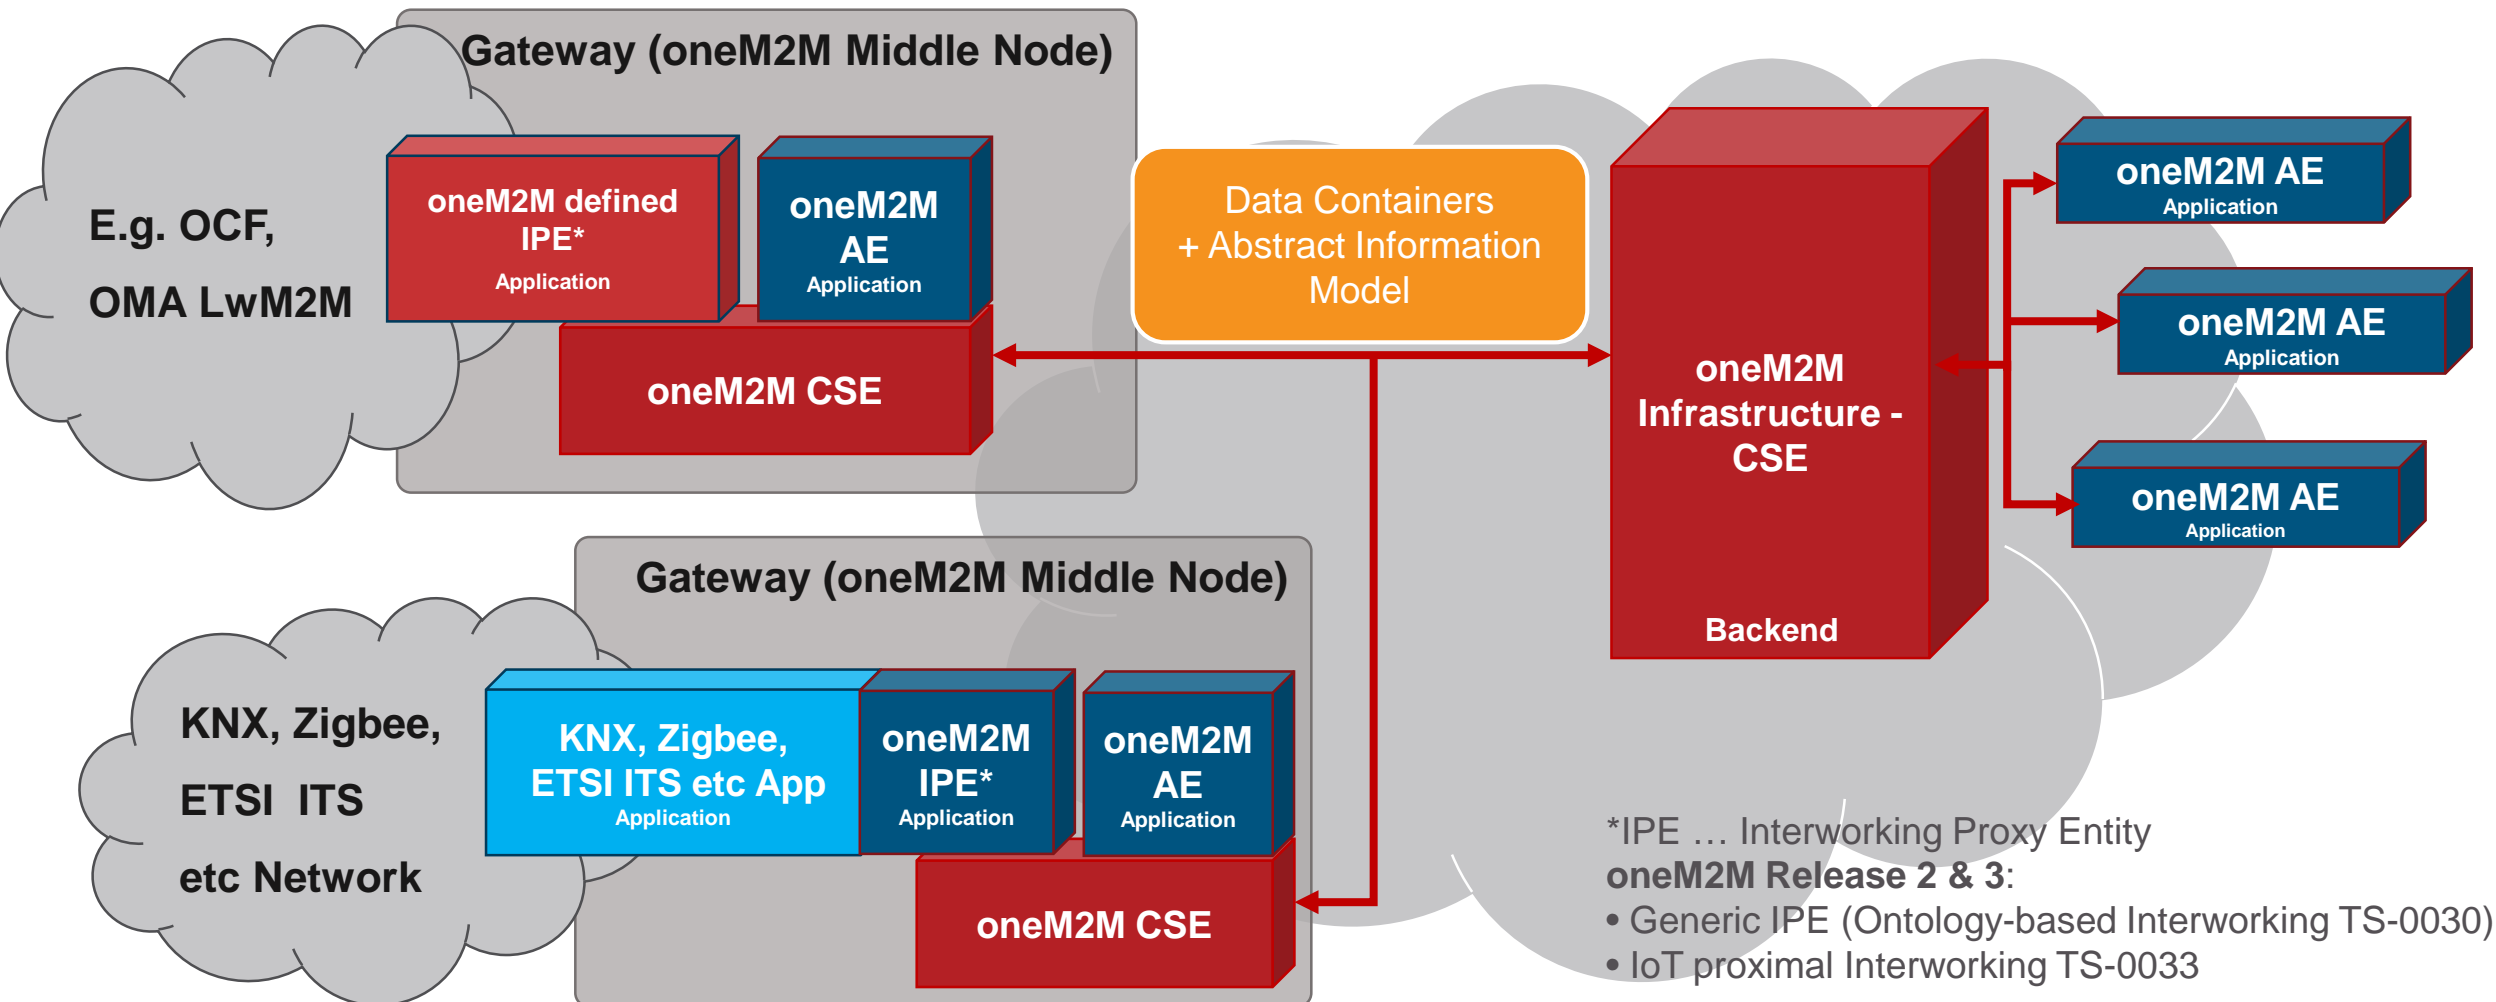 Gateway (oneM2M Middle Node)
E.g. OCF,
OMA LwM2M
oneM2M defined
IPE*
Application
oneM2M
AE
Application
oneM2M CSE
Data Containers
+ Abstract Information
Model
oneM2M
Infrastructure -
CSE
Backend
oneM2M AE
Application
oneM2M AE
Application
oneM2M AE
Application
Gateway (oneM2M Middle Node)
KNX, Zigbee,
ETSI ITS
etc Network
KNX, Zigbee,
ETSI ITS etc App
Application
oneM2M
IPE*
Application
oneM2M
AE
Application
oneM2M CSE
*IPE … Interworking Proxy Entity
oneM2M Release 2 & 3:
• Generic IPE (Ontology-based Interworking TS-0030)
• IoT proximal Interworking TS-0033